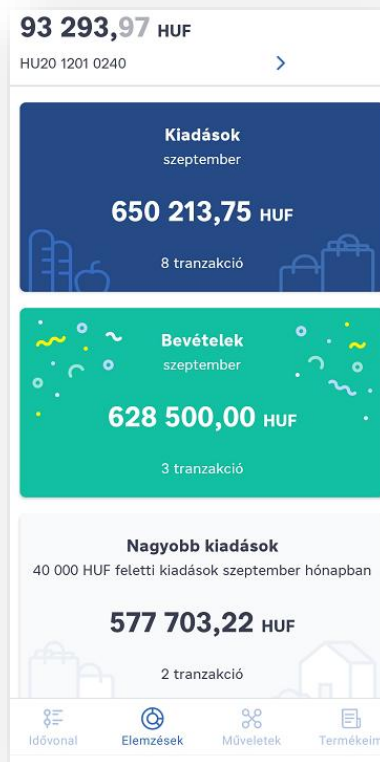 93 293,97 HUF
HU20 1201 0240
Kiadások
szeptember
650 213,75 HUF
8 tranzakció
Bevételek
szeptember
628 500,00 HUF
3 tranzakció
Nagyobb kiadások
40 000 HUF feletti kiadások szeptember hónapban
577 703,22 HUF
2 tranzakció
Idővonal Elemzések Műveletek Termékeim